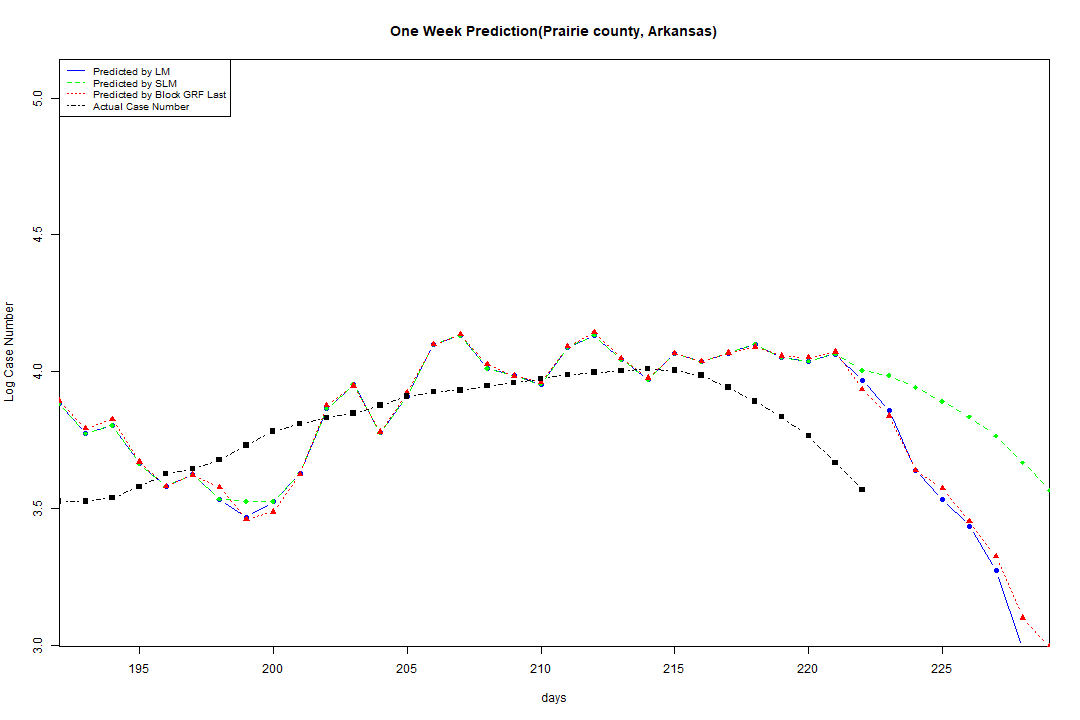 One Week Prediction(Prairie county, Arkansas)
Predicted by LM
Predicted by SLM
Predicted by Block GRF Last
Actual Case Number
5.0
4.5
4.0
3.5
3.0
Log Case Number
195 200 205 210 215 220 225
days